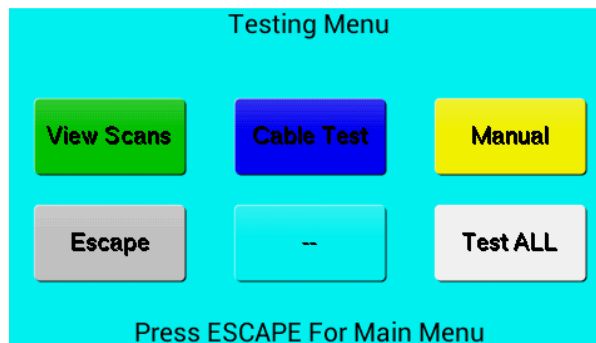 Testing Menu
View Scans
Cable Test
Manual
Escape
--
Test ALL
Press ESCAPE For Main Menu